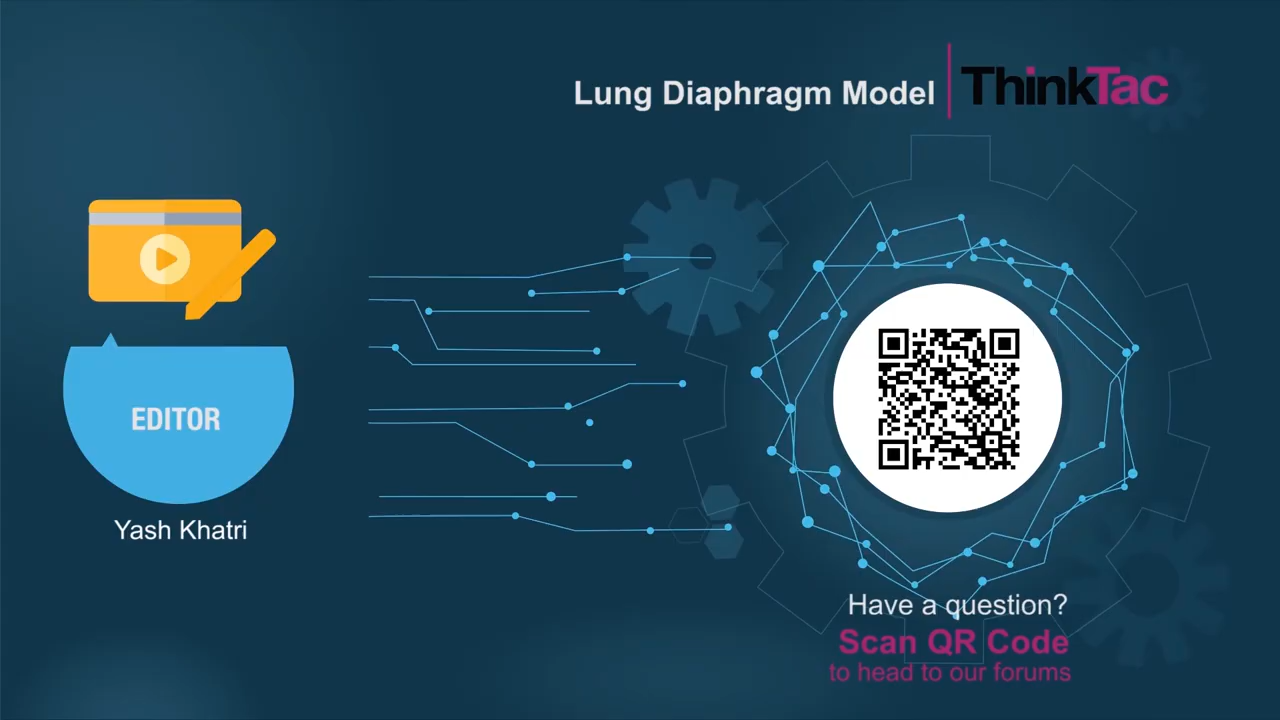 Lung Diaphragm Model
ThinkTac
EDITOR
Yash Khatri
Have a question?
Scan QR Code
to head to our forums